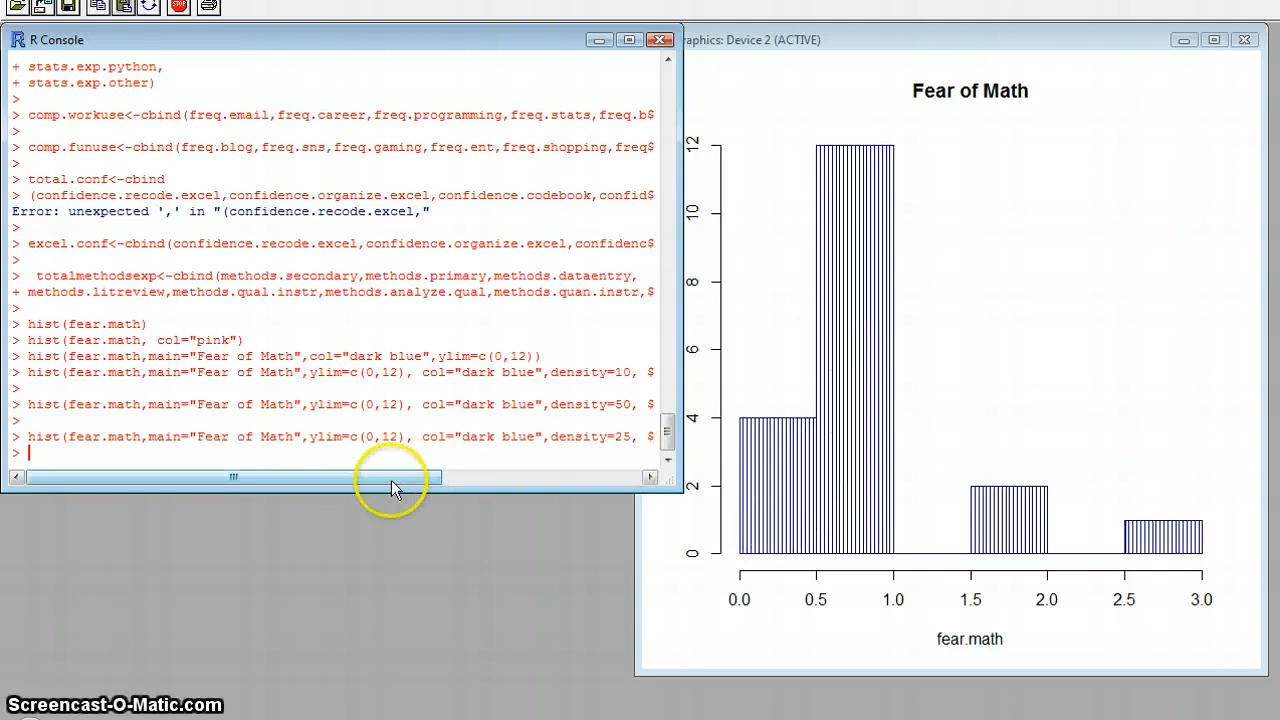 R Console
+ stats.exp.python,
+ stats.exp.other)
>
> comp.workuse<-cbind(freq.email,freq.career,freq.programming,freq.stats,freq.b$
>
> comp.funuse<-cbind(freq.blog,freq.sns,freq.gaming,freq.ent,freq.shopping,freq$
>
> total.conf<-cbind
> (confidence.recode.excel,confidence.organize.excel,confidence.codebook,confid$
Error: unexpected ',' in "(confidence.recode.excel,"
>
> excel.conf<-cbind(confidence.recode.excel,confidence.organize.excel,confidenc$
>
>  totalmethodsexp<-cbind(methods.secondary,methods.primary,methods.dataentry,
+ methods.litreview,methods.qual.instr,methods.analyze.qual,methods.quan.instr,$
>
> hist(fear.math)
> hist(fear.math, col="pink")
> hist(fear.math,main="Fear of Math",col="dark blue",ylim=c(0,12))
> hist(fear.math,main="Fear of Math",ylim=c(0,12), col="dark blue",density=10, $
>
> hist(fear.math,main="Fear of Math",ylim=c(0,12), col="dark blue",density=50, $
>
> hist(fear.math,main="Fear of Math",ylim=c(0,12), col="dark blue",density=25, $
>
raphics: Device 2 (ACTIVE)
Fear of Math
12
10
8
6
4
2
0
0.0 0.5 1.0 1.5 2.0 2.5 3.0
fear.math
STOP
Screencast-O-Matic.com